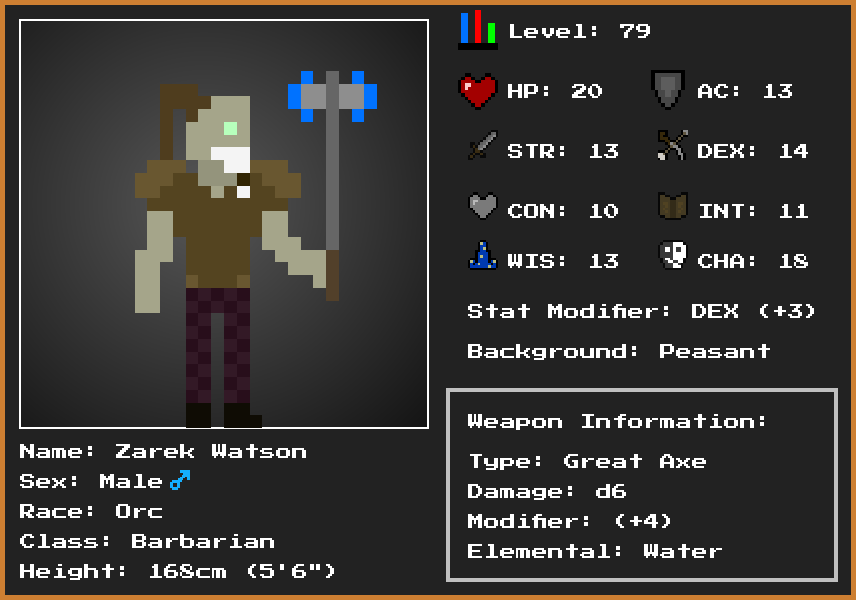 Level: 79
HP: 20 AC: 13
STR: 13 DEX: 14
CON: 10 INT: 11
WIS: 13 CHA: 18
Stat Modifier: DEX (+3)
Background: Peasant
Weapon Information:
Type: Great Axe
Damage: d6
Modifier: (+4)
Elemental: Water
Name: Zarek Watson
Sex: Male♂
Race: Orc
Class: Barbarian
Height: 168cm (5'6")